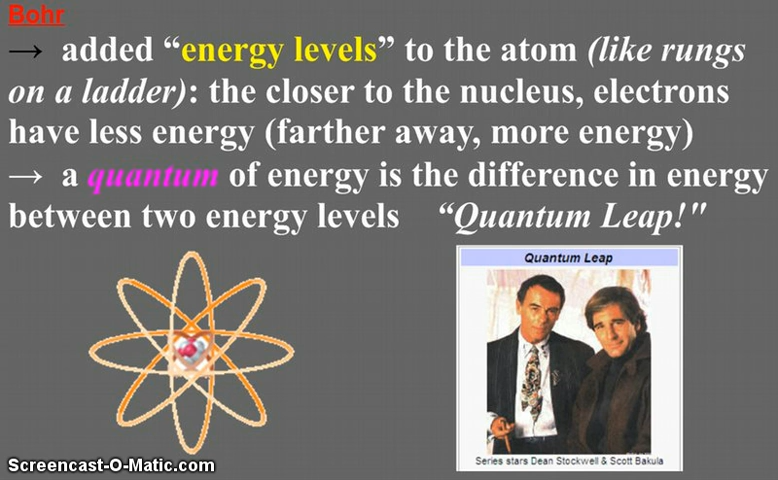 Bohr
→ added “energy levels” to the atom (like rungs
on a ladder): the closer to the nucleus, electrons
have less energy (farther away, more energy)
→ a quantum of energy is the difference in energy
between two energy levels “Quantum Leap!"
Quantum Leap
Series stars Dean Stockwell & Scott Bakula
Screencast-O-Matic.com